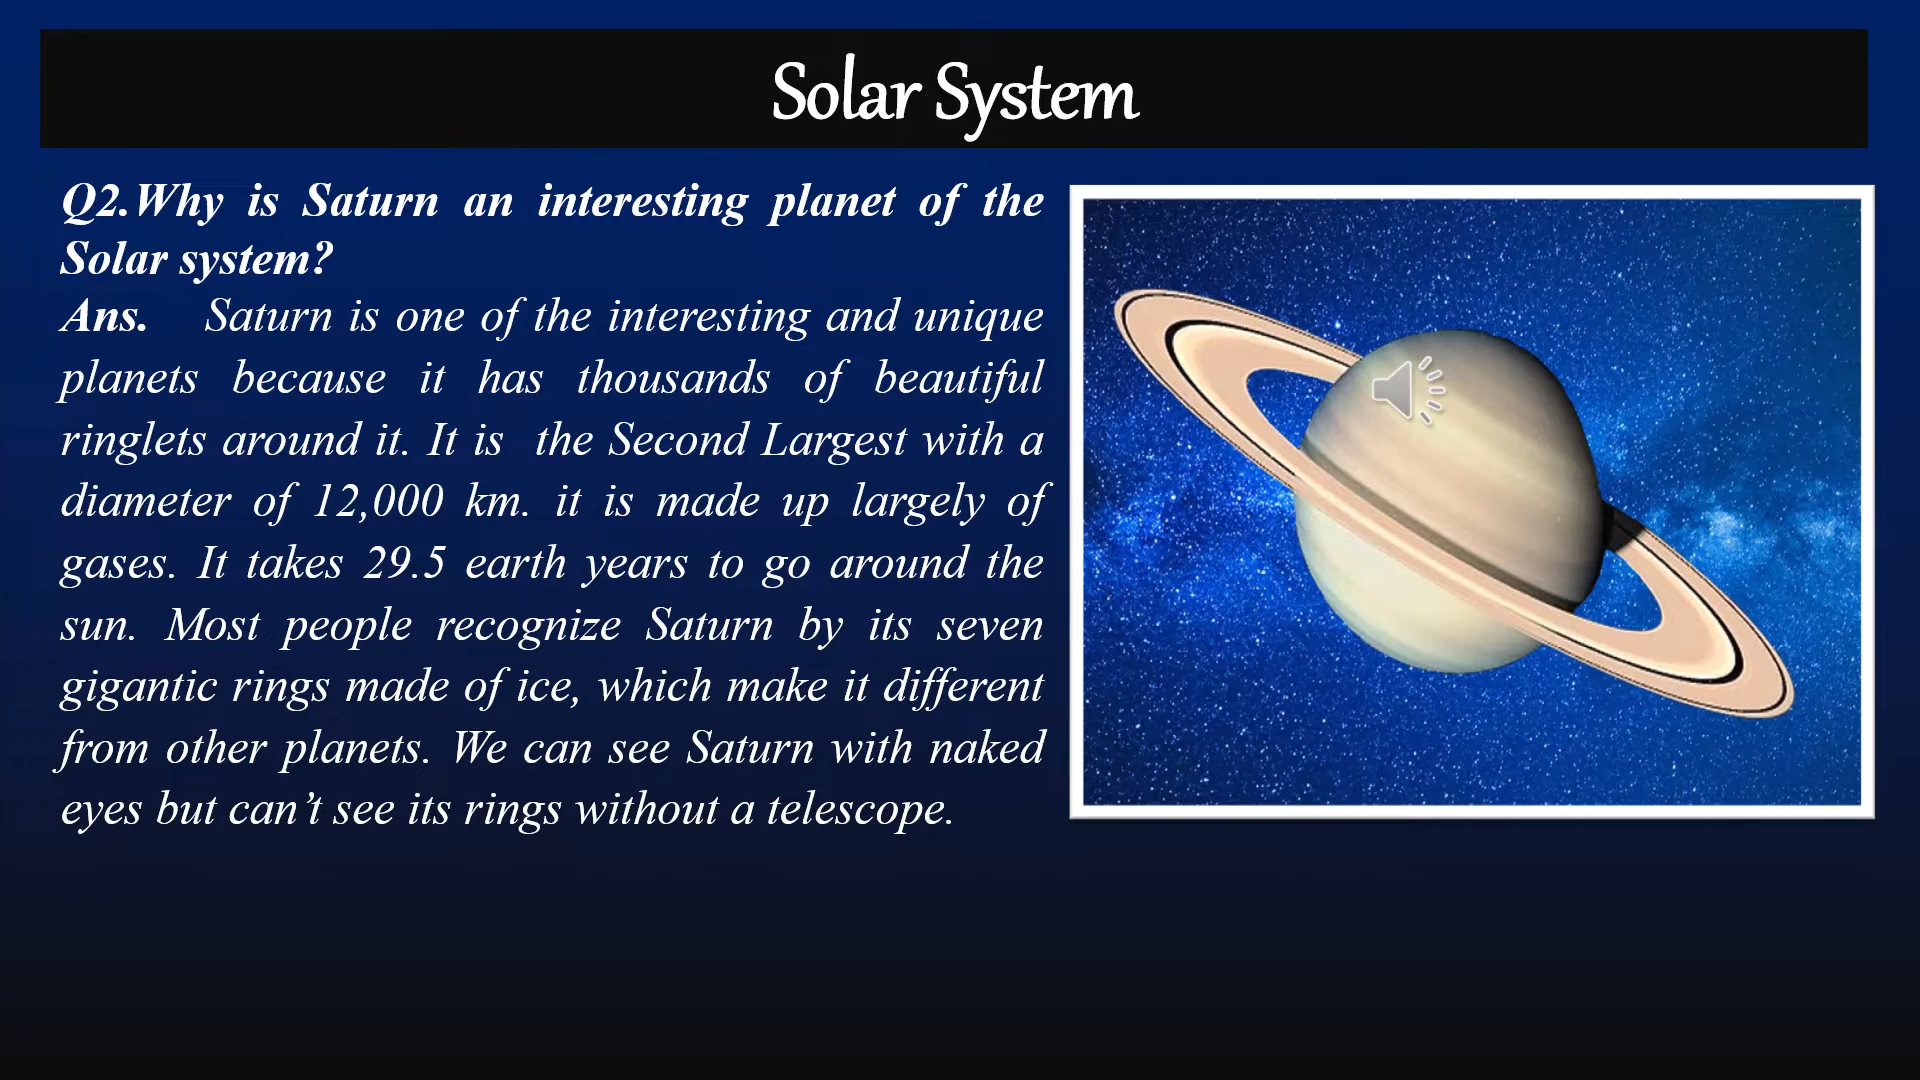 Solar System
Q2.Why is Saturn an interesting planet of the
Solar system?
Ans. Saturn is one of the interesting and unique
planets because it has thousands of beautiful
ringlets around it. It is the Second Largest with a
diameter of 12,000 km. it is made up largely of
gases. It takes 29.5 earth years to go around the
sun. Most people recognize Saturn by its seven
gigantic rings made of ice, which make it different
from other planets. We can see Saturn with naked
eyes but can’t see its rings without a telescope.